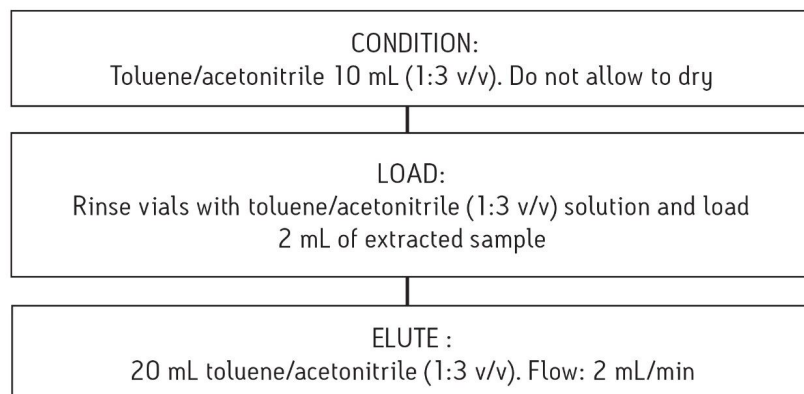 CONDITION:
Toluene/acetonitrile 10 mL (1:3 v/v). Do not allow to dry
LOAD:
Rinse vials with toluene/acetonitrile (1:3 v/v) solution and load
2 mL of extracted sample
ELUTE :
20 mL toluene/acetonitrile (1:3 v/v). Flow: 2 mL/min